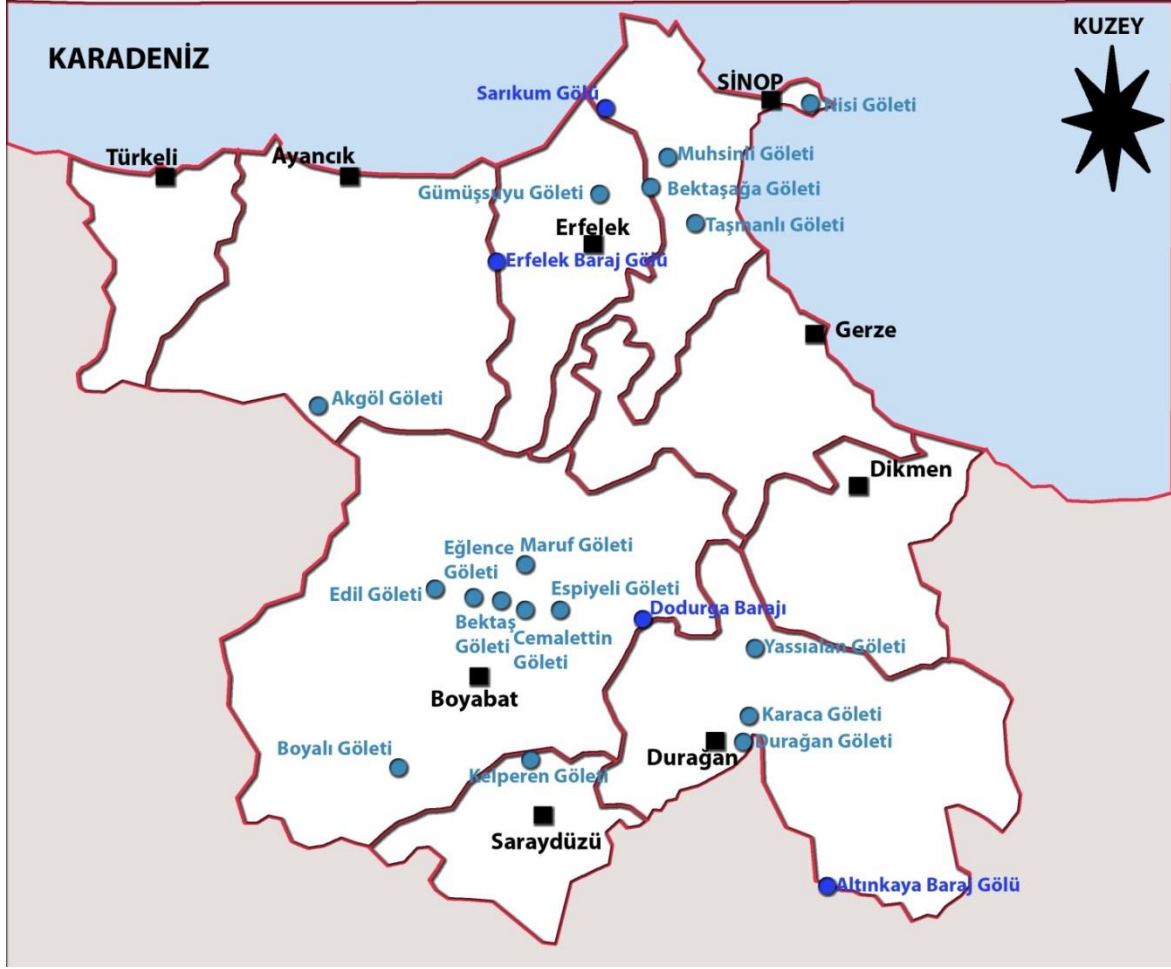 KARADENİZ
KUZEY
SİNOP
Sarıkum Gölü
Nisi Göleti
Türkeli
Ayancık
Muhsinli Göleti
Gümüşsuyu Göleti
Bektaşağa Göleti
Erfelek
Taşmanlı Göleti
Erfelek Baraj Gölü
Gerze
Akgöl Göleti
Dikmen
Eğlence
Göleti
Maruf Göleti
Edil Göleti
Espiyeli Göleti
Dodurga Barajı
Bektaş
Göleti
Cemalettin
Göleti
Yassıalan Göleti
Boyabat
Karaca Göleti
Boyalı Göleti
Durağan
Durağan Göleti
Kelperen Göleti
Saraydüzü
Altınkaya Baraj Gölü